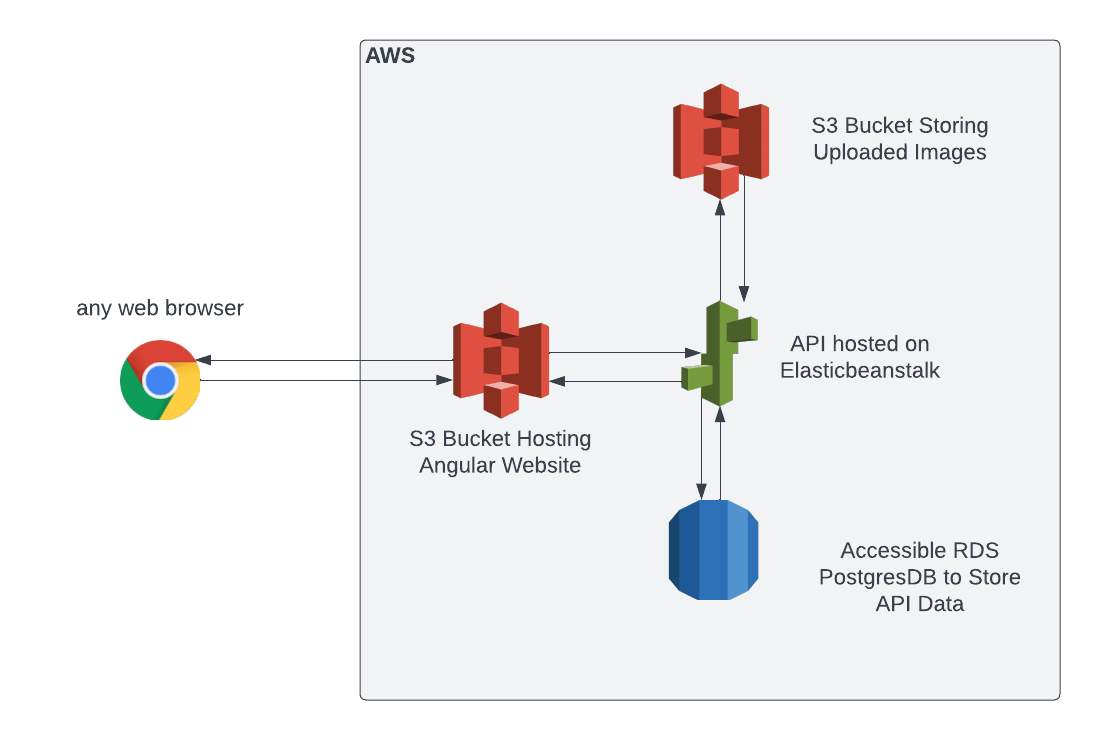 AWS
S3 Bucket Storing
Uploaded Images
any web browser
API hosted on
Elasticbeanstalk
S3 Bucket Hosting
Angular Website
Accessible RDS
PostgresDB to Store
API Data